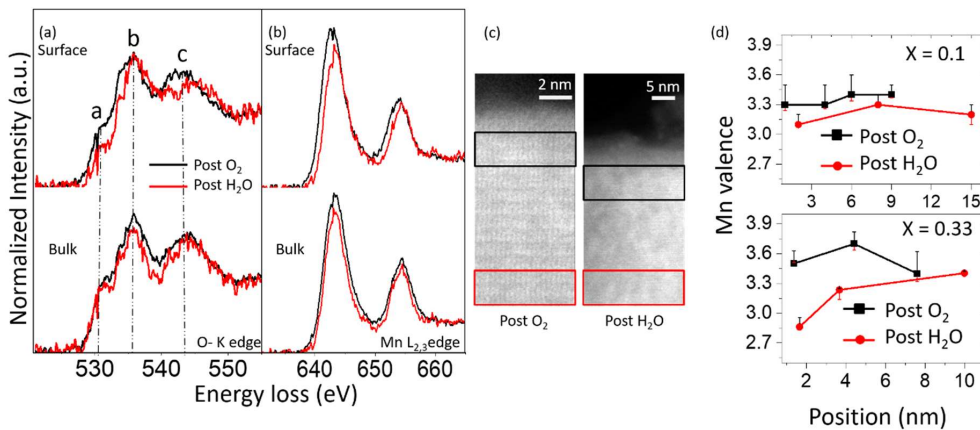 (a)
Surface
a
b
c
Post O₂
Post H₂O
Bulk
O- K edge
530
540
550
(b)
Surface
Bulk
Mn L₂,₃edge
640
650
660
Normalized Intensity (a.u.)
Energy loss (eV)
(c)
2 nm
5 nm
Post O₂
Post H₂O
(d)
X = 0.1
3.9
3.6
3.3
3.0
2.7
Post O₂
Post H₂O
3
6
9
12
15
X = 0.33
3.9
3.6
3.3
3.0
2.7
Post O₂
Post H₂O
2
4
6
8
10
Mn valence
Position (nm)